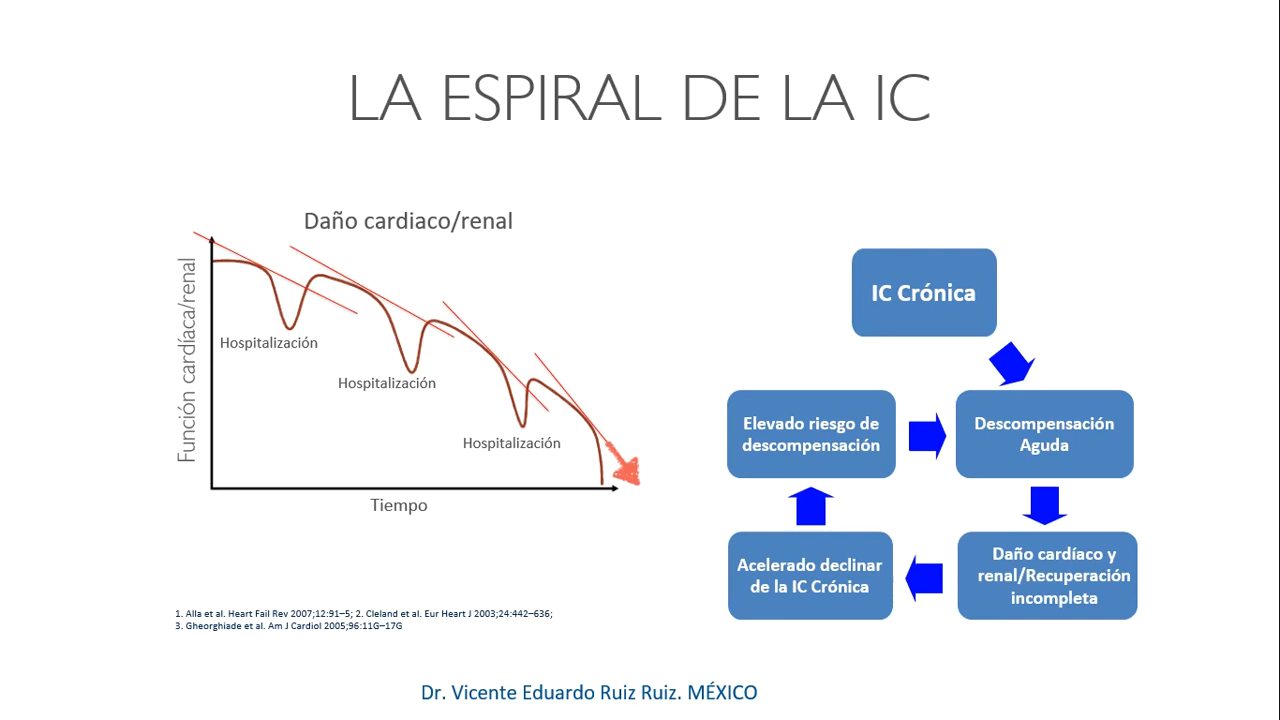 LA ESPIRAL DE LA IC
Daño cardiaco/renal
Función cardíaca/renal
Hospitalización
Hospitalización
Hospitalización
Tiempo
IC Crónica
Elevado riesgo de
descompensación
Descompensación
Aguda
Acelerado declinar
de la IC Crónica
Daño cardíaco y
renal/Recuperación
incompleta
1. Alla et al. Heart Fail Rev 2007;12:91–5; 2. Cleland et al. Eur Heart J 2003;24:442–636;
3. Gheorghiade et al. Am J Cardiol 2005;96:11G–17G
Dr. Vicente Eduardo Ruiz Ruiz. MÉXICO